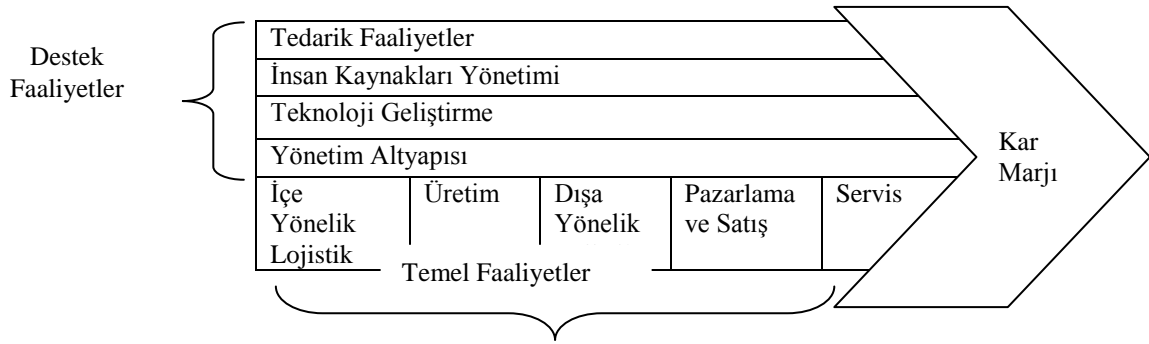 Destek
Faaliyetler
Tedarik Faaliyetler
İnsan Kaynakları Yönetimi
Teknoloji Geliştirme
Yönetim Altyapısı
İçe
Yönelik
Lojistik
Üretim
Dışa
Yönelik
Pazarlama
ve Satış
Servis
Kar
Marjı
Temel Faaliyetler